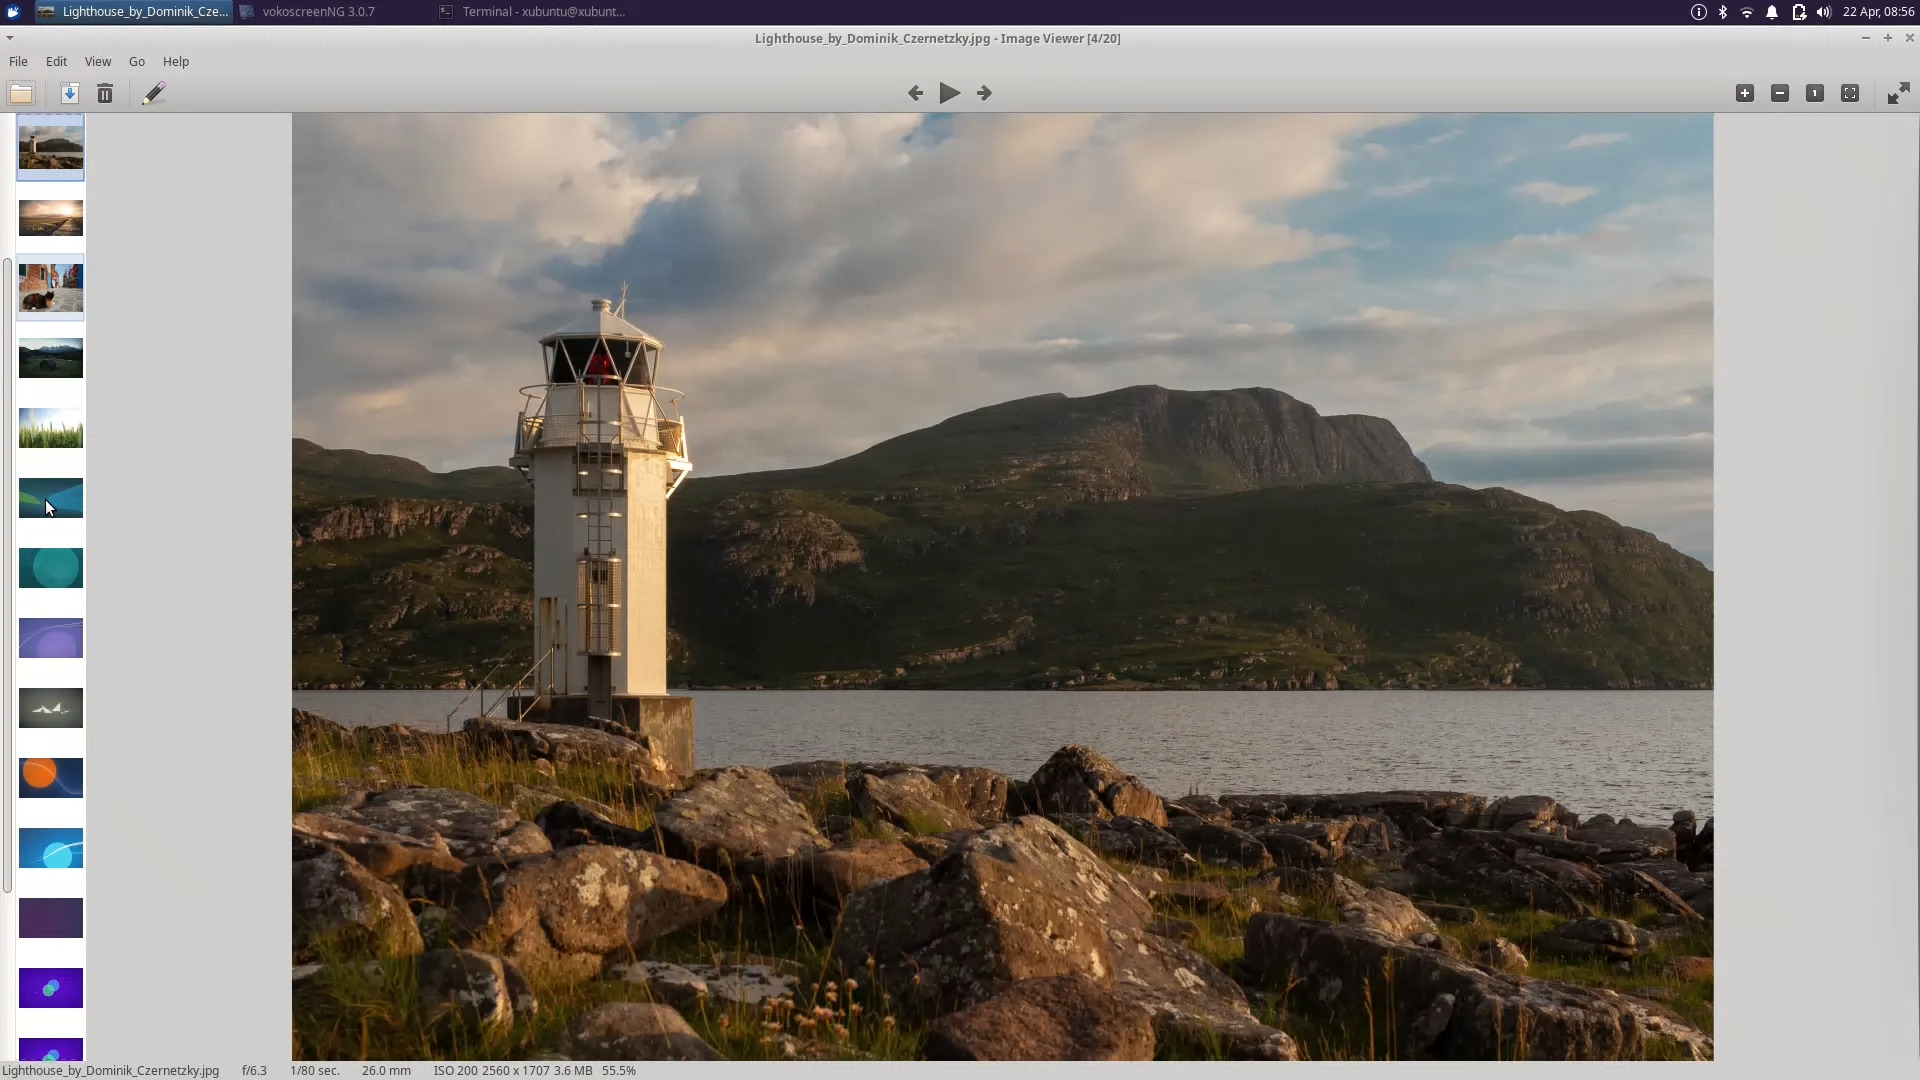 Lighthouse_by_Dominik_Cze...
vokoscreenNG 3.0.7
Terminal - xubuntu@xubunt...
22 Apr, 08:56
Lighthouse_by_Dominik_Czernetzky.jpg - Image Viewer [4/20]
File Edit View Go Help
1
Lighthouse_by_Dominik_Czernetzky.jpg f/6.3 1/80 sec. 26.0 mm ISO 200 2560 x 1707 3.6 MB 55.5%